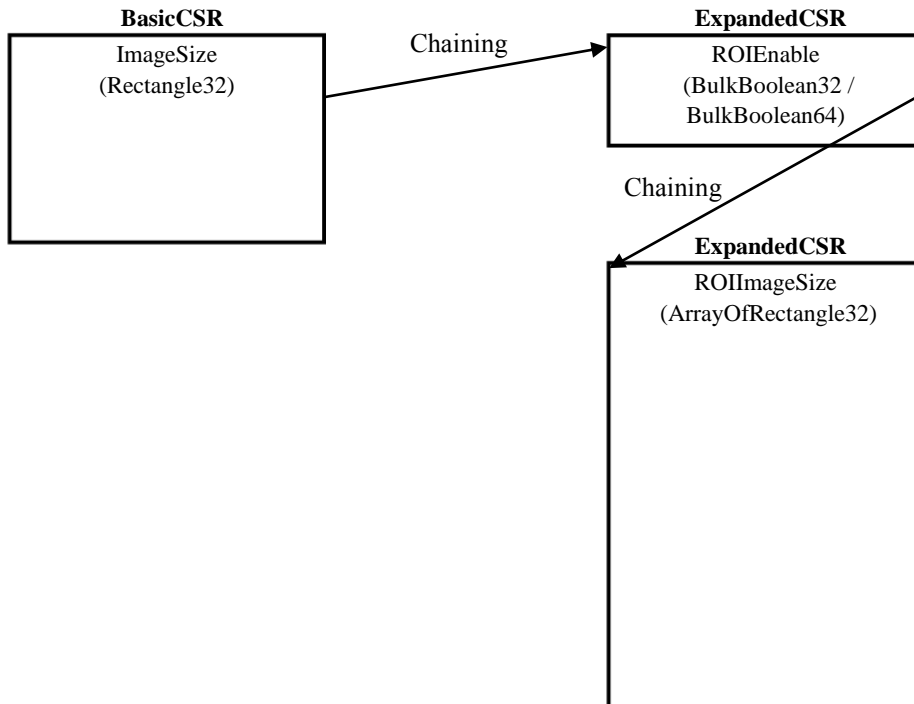 BasicCSR
ImageSize
(Rectangle32)
Chaining
ExpandedCSR
ROIEnable
(BulkBoolean32 /
BulkBoolean64)
Chaining
ExpandedCSR
ROIImageSize
(ArrayOfRectangle32)